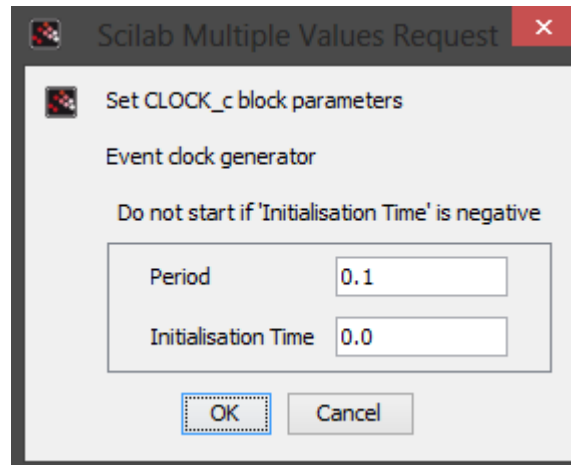 Scilab Multiple Values Request
Set CLOCK_c block parameters
Event clock generator
Do not start if 'Initialisation Time' is negative
Period 0.1
Initialisation Time 0.0
OK Cancel